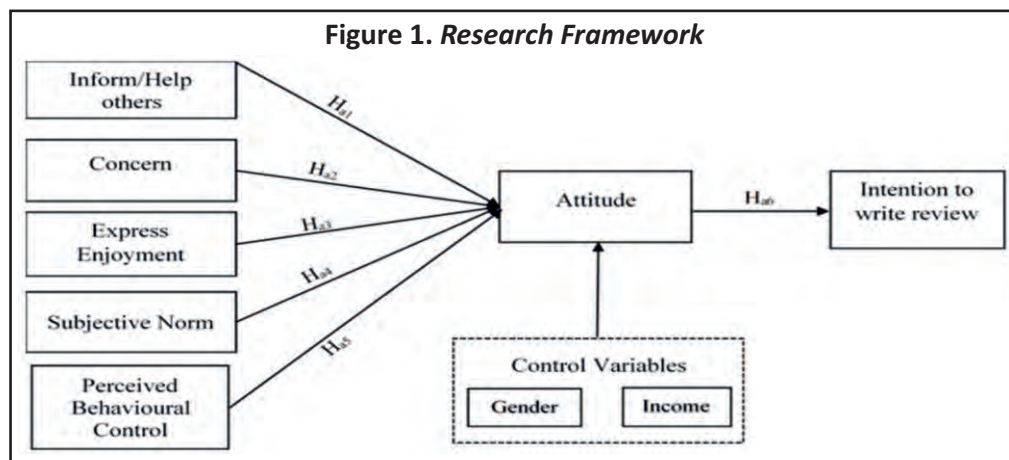 Figure 1. Research Framework
Inform/Help
others
Concern
Express
Enjoyment
Subjective Norm
Perceived
Behavioural
Control
Ha1
Ha2
Ha3
Ha4
Ha5
Attitude
Ha6
Intention to
write review
Control Variables
Gender
Income